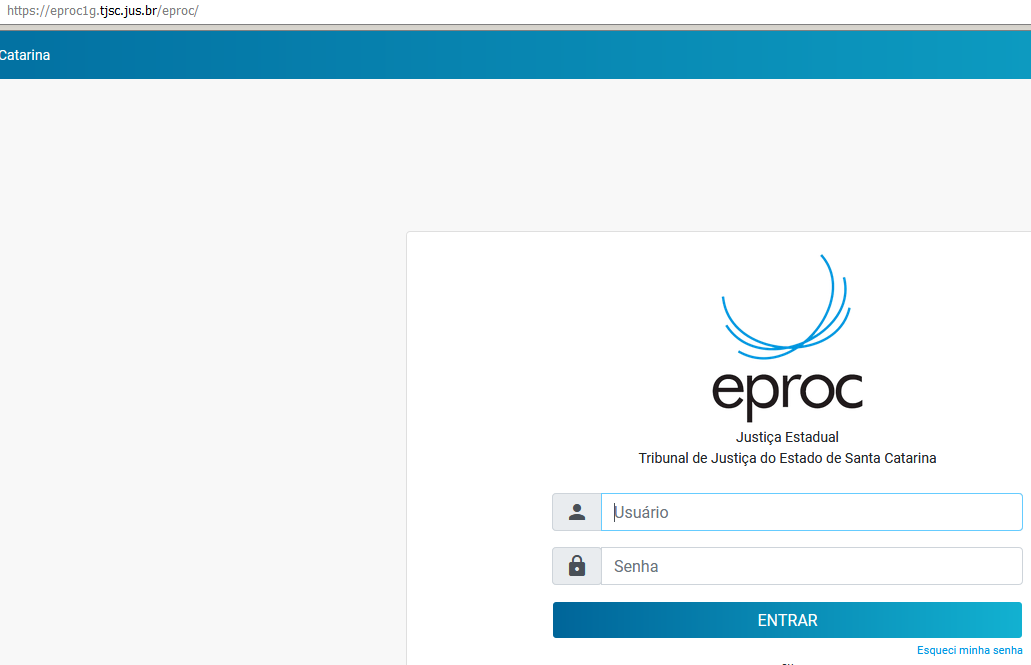 https://eproc1g.tjsc.jus.br/eproc/
Catarina
eproc
Justiça Estadual
Tribunal de Justiça do Estado de Santa Catarina
Usuário
Senha
ENTRAR
Esqueci minha senha